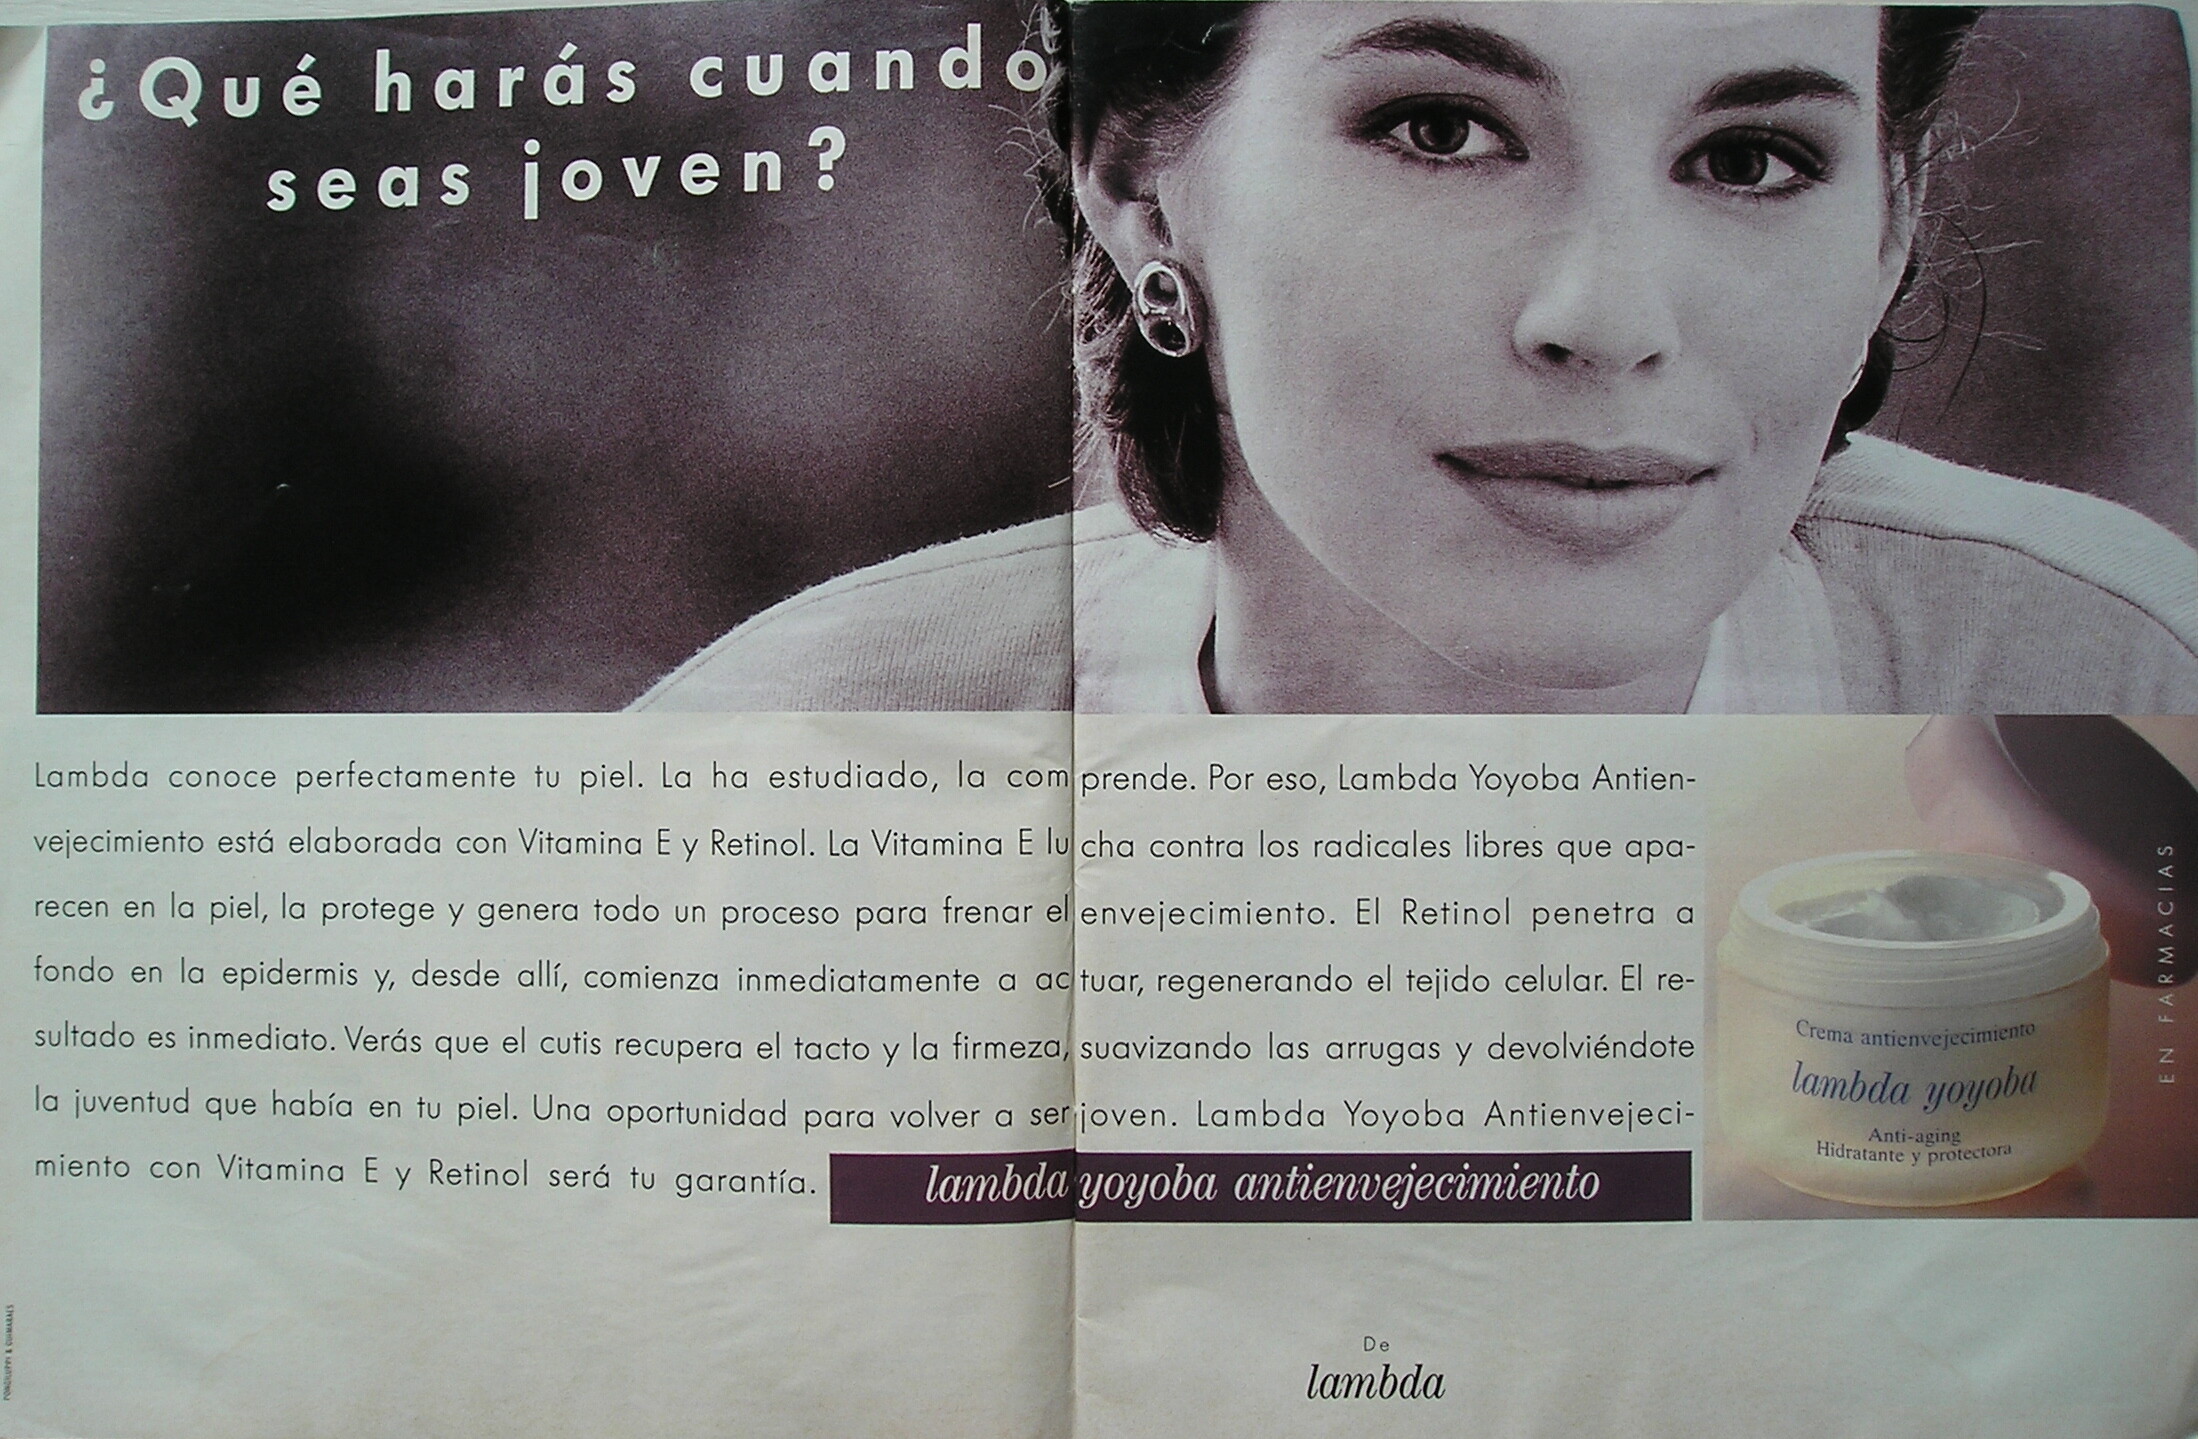 ¿Qué harás cuando
seas joven?
Lambda conoce perfectamente tu piel. La ha estudiado, la comprende. Por eso, Lambda Yoyoba Antien-
vejecimiento está elaborada con Vitamina E y Retinol. La Vitamina E lucha contra los radicales libres que apa-
recen en la piel, la protege y genera todo un proceso para frenar el envejecimiento. El Retinol penetra a
fondo en la epidermis y, desde allí, comienza inmediatamente a actuar, regenerando el tejido celular. El re-
sultado es inmediato. Verás que el cutis recupera el tacto y la firmeza, suavizando las arrugas y devolviéndote
la juventud que había en tu piel. Una oportunidad para volver a ser joven. Lambda Yoyoba Antienvejeci-
miento con Vitamina E y Retinol será tu garantía.
lambda yoyoba antienvejecimiento
Crema antienvejecimiento
lambda yoyoba
Anti-aging
Hidratante y protectora
EN FARMACIAS
De
lambda